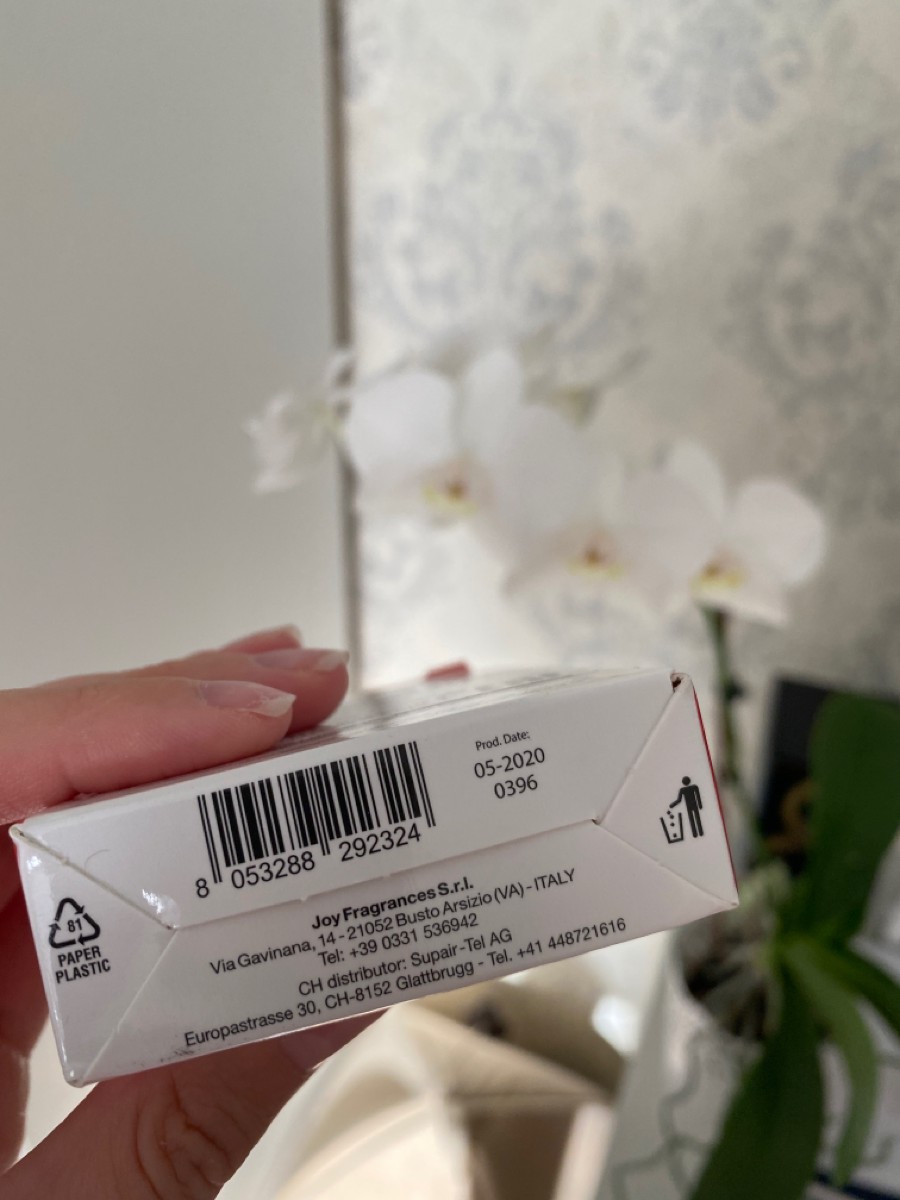 Prod. Date:
05-2020
0396
8 053288 292324
Joy Fragrances S.r.l.
Via Gavinana, 14 - 21052 Busto Arsizio (VA) - ITALY
Tel: +39 0331 536942
CH distributor: Supair-Tel AG
Europastrasse 30, CH-8152 Glattbrugg - Tel. +41 448721616
81
PAPER
PLASTIC